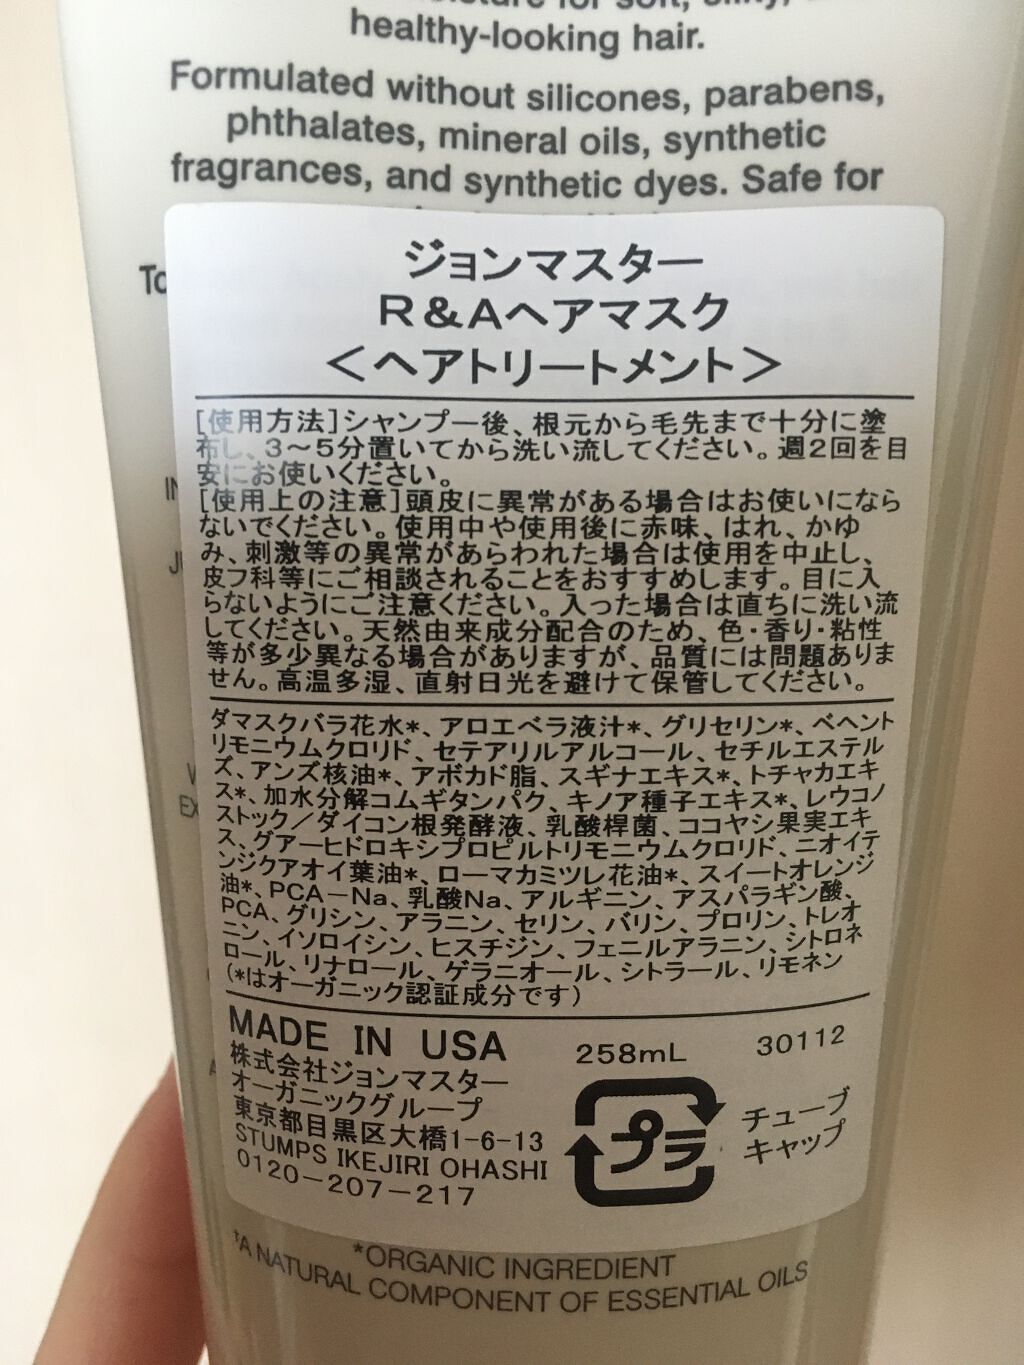 healthy-looking hair.
Formulated without silicones, parabens,
phthalates, mineral oils, synthetic
fragrances, and synthetic dyes. Safe for
ジョンマスター
R&Aヘアマスク
<ヘアトリートメント>
[使用方法]シャンプー後、根元から毛先まで十分に塗
布し、3〜5分置いてから洗い流してください。週2回を目
安にお使いください。
[使用上の注意]頭皮に異常がある場合はお使いになら
ないでください。使用中や使用後に赤味、はれ、かゆ
み、刺激等の異常があらわれた場合は使用を中止し、
皮フ科等にご相談されることをおすすめします。目に入
らないようにご注意ください。入った場合は直ちに洗い流
してください。天然由来成分配合のため、色・香り・粘性
等が多少異なる場合がありますが、品質には問題ありま
せん。高温多湿、直射日光を避けて保管してください。
ダマスクバラ花水*、アロエベラ液汁*、グリセリン*、ベヘント
リモニウムクロリド、セテアリルアルコール、セチルエステル
ズ、アンズ核油*、アボカド脂、スギナエキス*、トチャカエキ
ス*、加水分解コムギタンパク、キノア種子エキス*、レウコノ
ストック/ダイコン根発酵液、乳酸桿菌、ココヤシ果実エキ
ス、グアーヒドロキシプロピルトリモニウムクロリド、ニオイテ
ンジクアオイ葉油*、ローマカミツレ花油*、スイートオレンジ
油*、PCA-Na、乳酸Na、アルギニン、アスパラギン酸、
PCA、グリシン、アラニン、セリン、バリン、プロリン、トレオ
ニン、イソロイシン、ヒスチジン、フェニルアラニン、シトロネ
ロール、リナロール、ゲラニオール、シトラール、リモネン
(*はオーガニック認証成分です)
MADE IN USA
258mL
30112
株式会社ジョンマスター
オーガニックグループ
東京都目黒区大橋1-6-13
STUMPS IKEJIRI OHASHI
0120-207-217
プラ
チューブ
キャップ
*ORGANIC INGREDIENT
†A NATURAL COMPONENT OF ESSENTIAL OILS